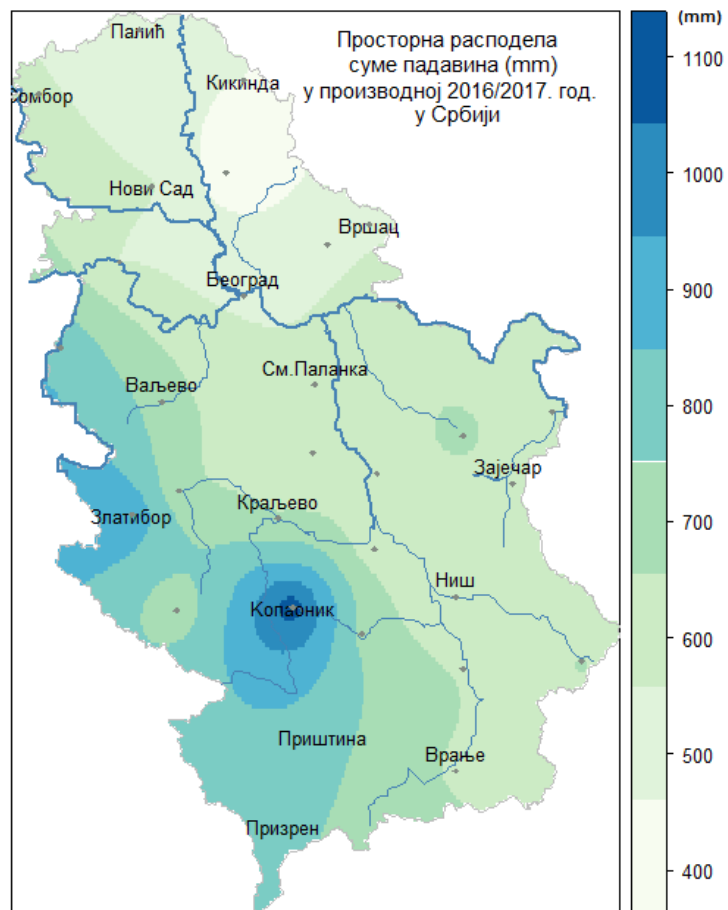 Просторна расподела
суме падавина (mm)
у производној 2016/2017. год.
у Србији
(mm)
1100
1000
900
800
700
600
500
400
Палић
Кикинда
Сомбор
Нови Сад
Вршац
Београд
См.Паланка
Ваљево
Зајечар
Краљево
Златибор
Ниш
Копаоник
Приштина
Врање
Призрен